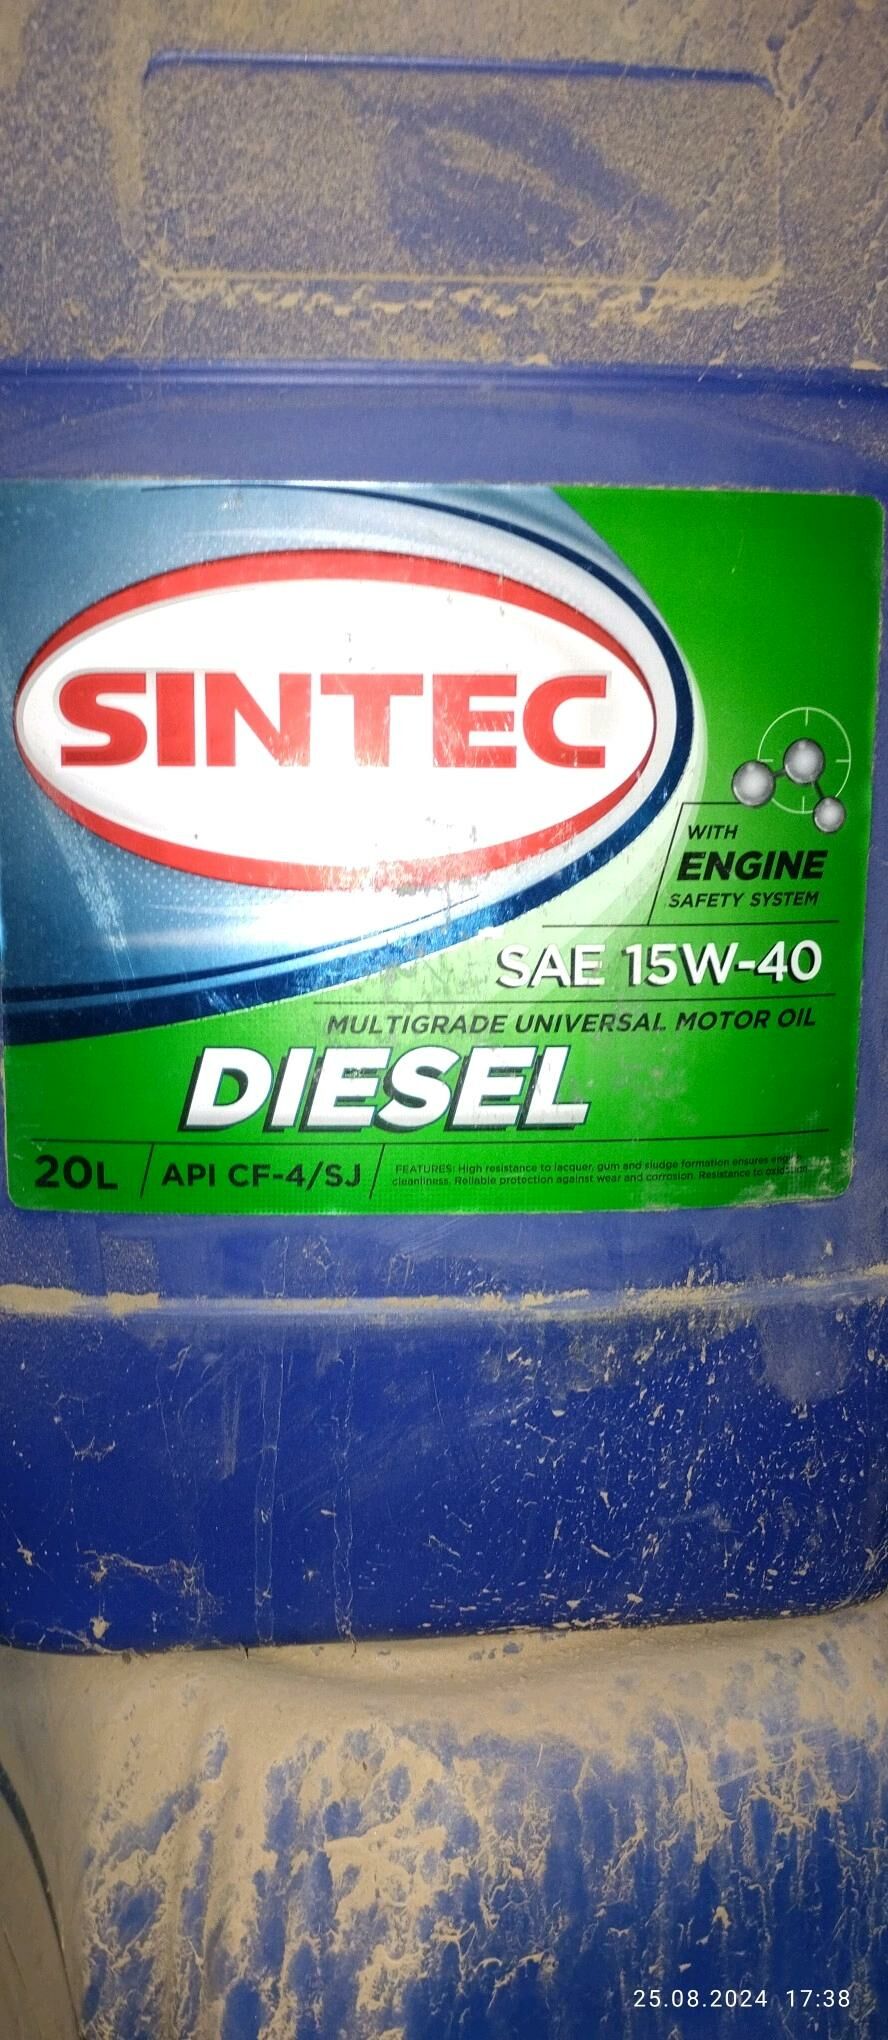 SINTEC
WITH
ENGINE
SAFETY SYSTEM
SAE 15W-40
MULTIGRADE UNIVERSAL MOTOR OIL
DIESEL
20L
API CF-4/SJ
FEATURES: High resistance to lacquer, gum and sludge formation ensures engine
cleanliness. Reliable protection against wear and corrosion. Resistance to oxidation
25.08.2024 17:38